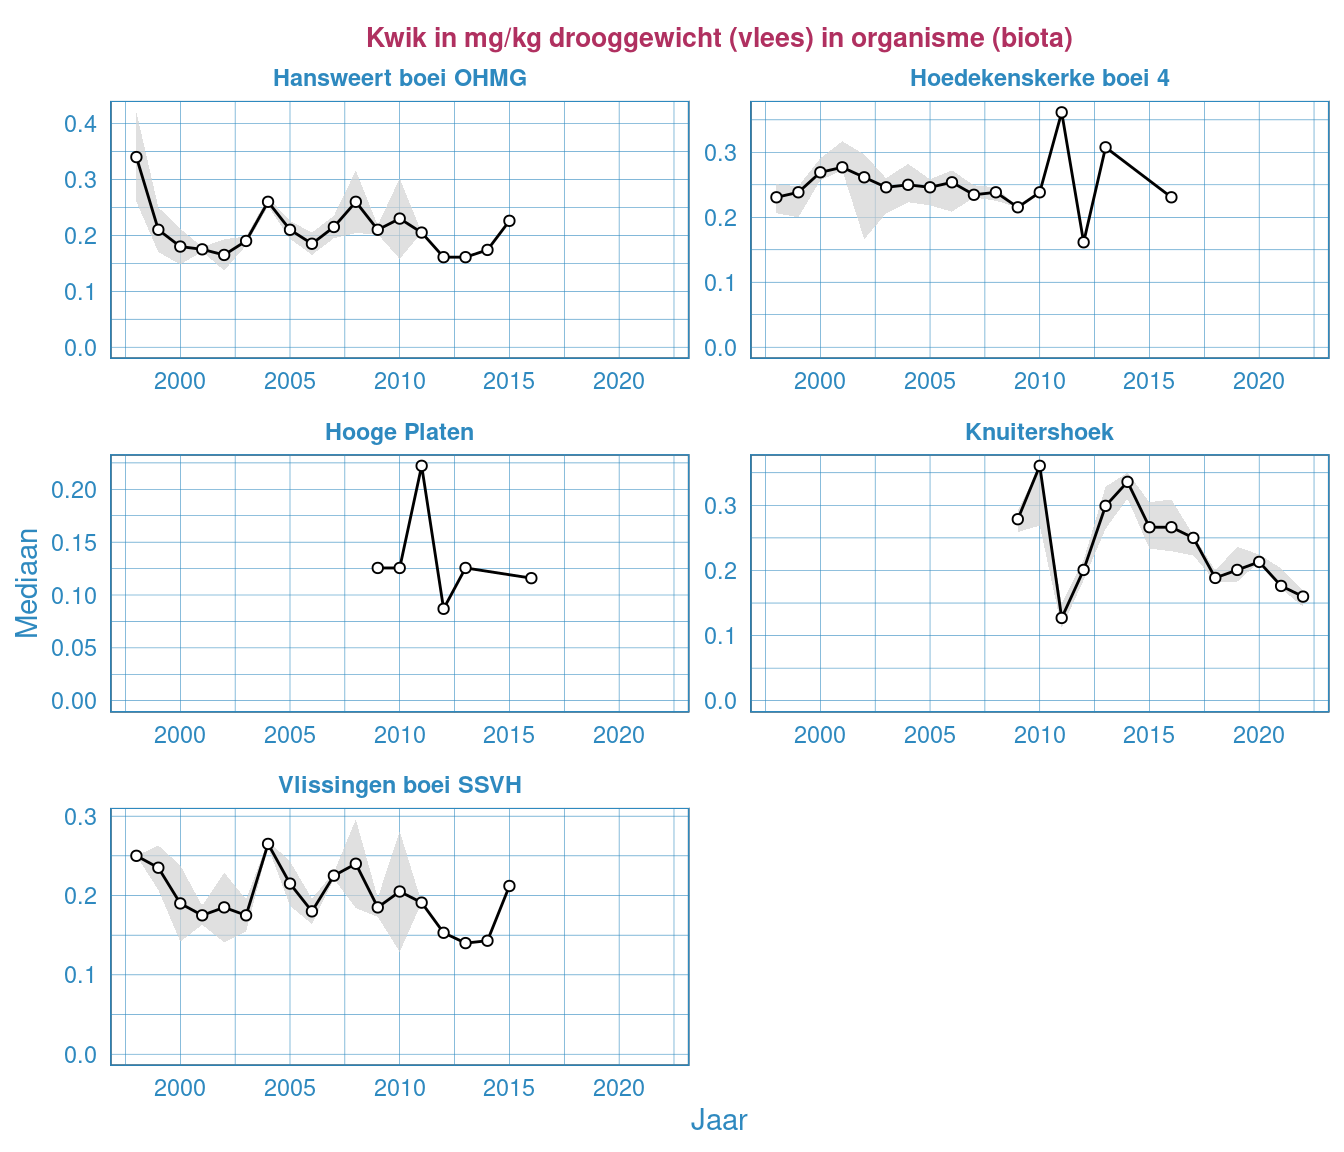 Kwik in mg/kg drooggewicht (vlees) in organisme (biota)
Hansweert boei OHMG
0.4
0.3
0.2
0.1
0.0
2000 2005 2010 2015 2020
Hoedekenskerke boei 4
0.3
0.2
0.1
0.0
2000 2005 2010 2015 2020
Mediaan
Hooge Platen
0.20
0.15
0.10
0.05
0.00
2000 2005 2010 2015 2020
Knuitershoek
0.3
0.2
0.1
0.0
2000 2005 2010 2015 2020
Vlissingen boei SSVH
0.3
0.2
0.1
0.0
2000 2005 2010 2015 2020
Jaar